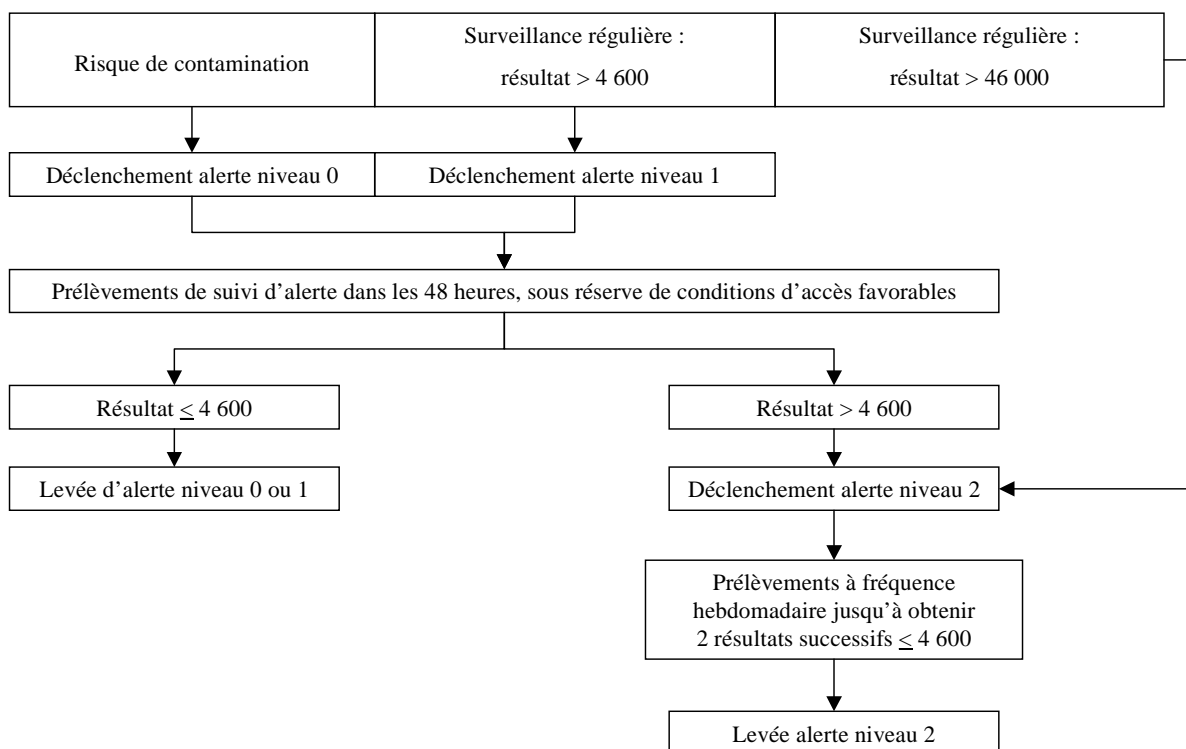 Risque de contamination
Surveillance régulière :
résultat > 4 600
Surveillance régulière :
résultat > 46 000
Déclenchement alerte niveau 0
Déclenchement alerte niveau 1
Prélèvements de suivi d’alerte dans les 48 heures, sous réserve de conditions d’accès favorables
Résultat ≤ 4 600
Résultat > 4 600
Levée d’alerte niveau 0 ou 1
Déclenchement alerte niveau 2
Prélèvements à fréquence
hebdomadaire jusqu’à obtenir
2 résultats successifs ≤ 4 600
Levée alerte niveau 2